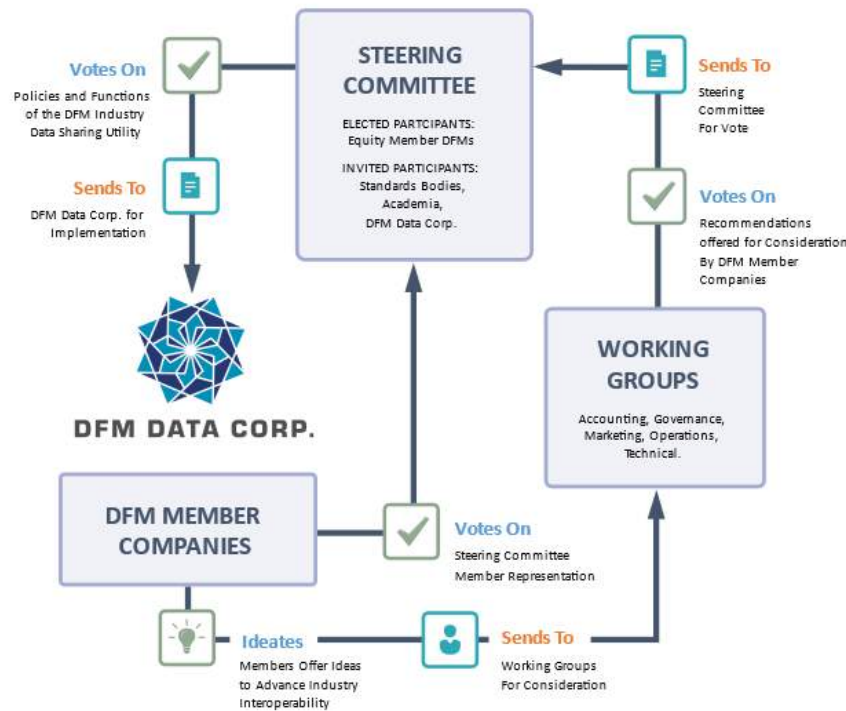 STEERING
COMMITTEE
ELECTED PARTCIPANTS:
Equity Member DFMs
INVITED PARTICIPANTS:
Standards Bodies,
Academia,
DFM Data Corp.
Votes On
Policies and Functions
of the DFM Industry
Data Sharing Utility
Sends To
DFM Data Corp. for
Implementation
DFM DATA CORP.
Sends To
Steering
Committee
For Vote
Votes On
Recommendations
offered for Consideration
By DFM Member
Companies
WORKING
GROUPS
Accounting, Governance,
Marketing, Operations,
Technical.
DFM MEMBER
COMPANIES
Votes On
Steering Committee
Member Representation
Ideates
Members Offer Ideas
to Advance Industry
Interoperability
Sends To
Working Groups
For Consideration